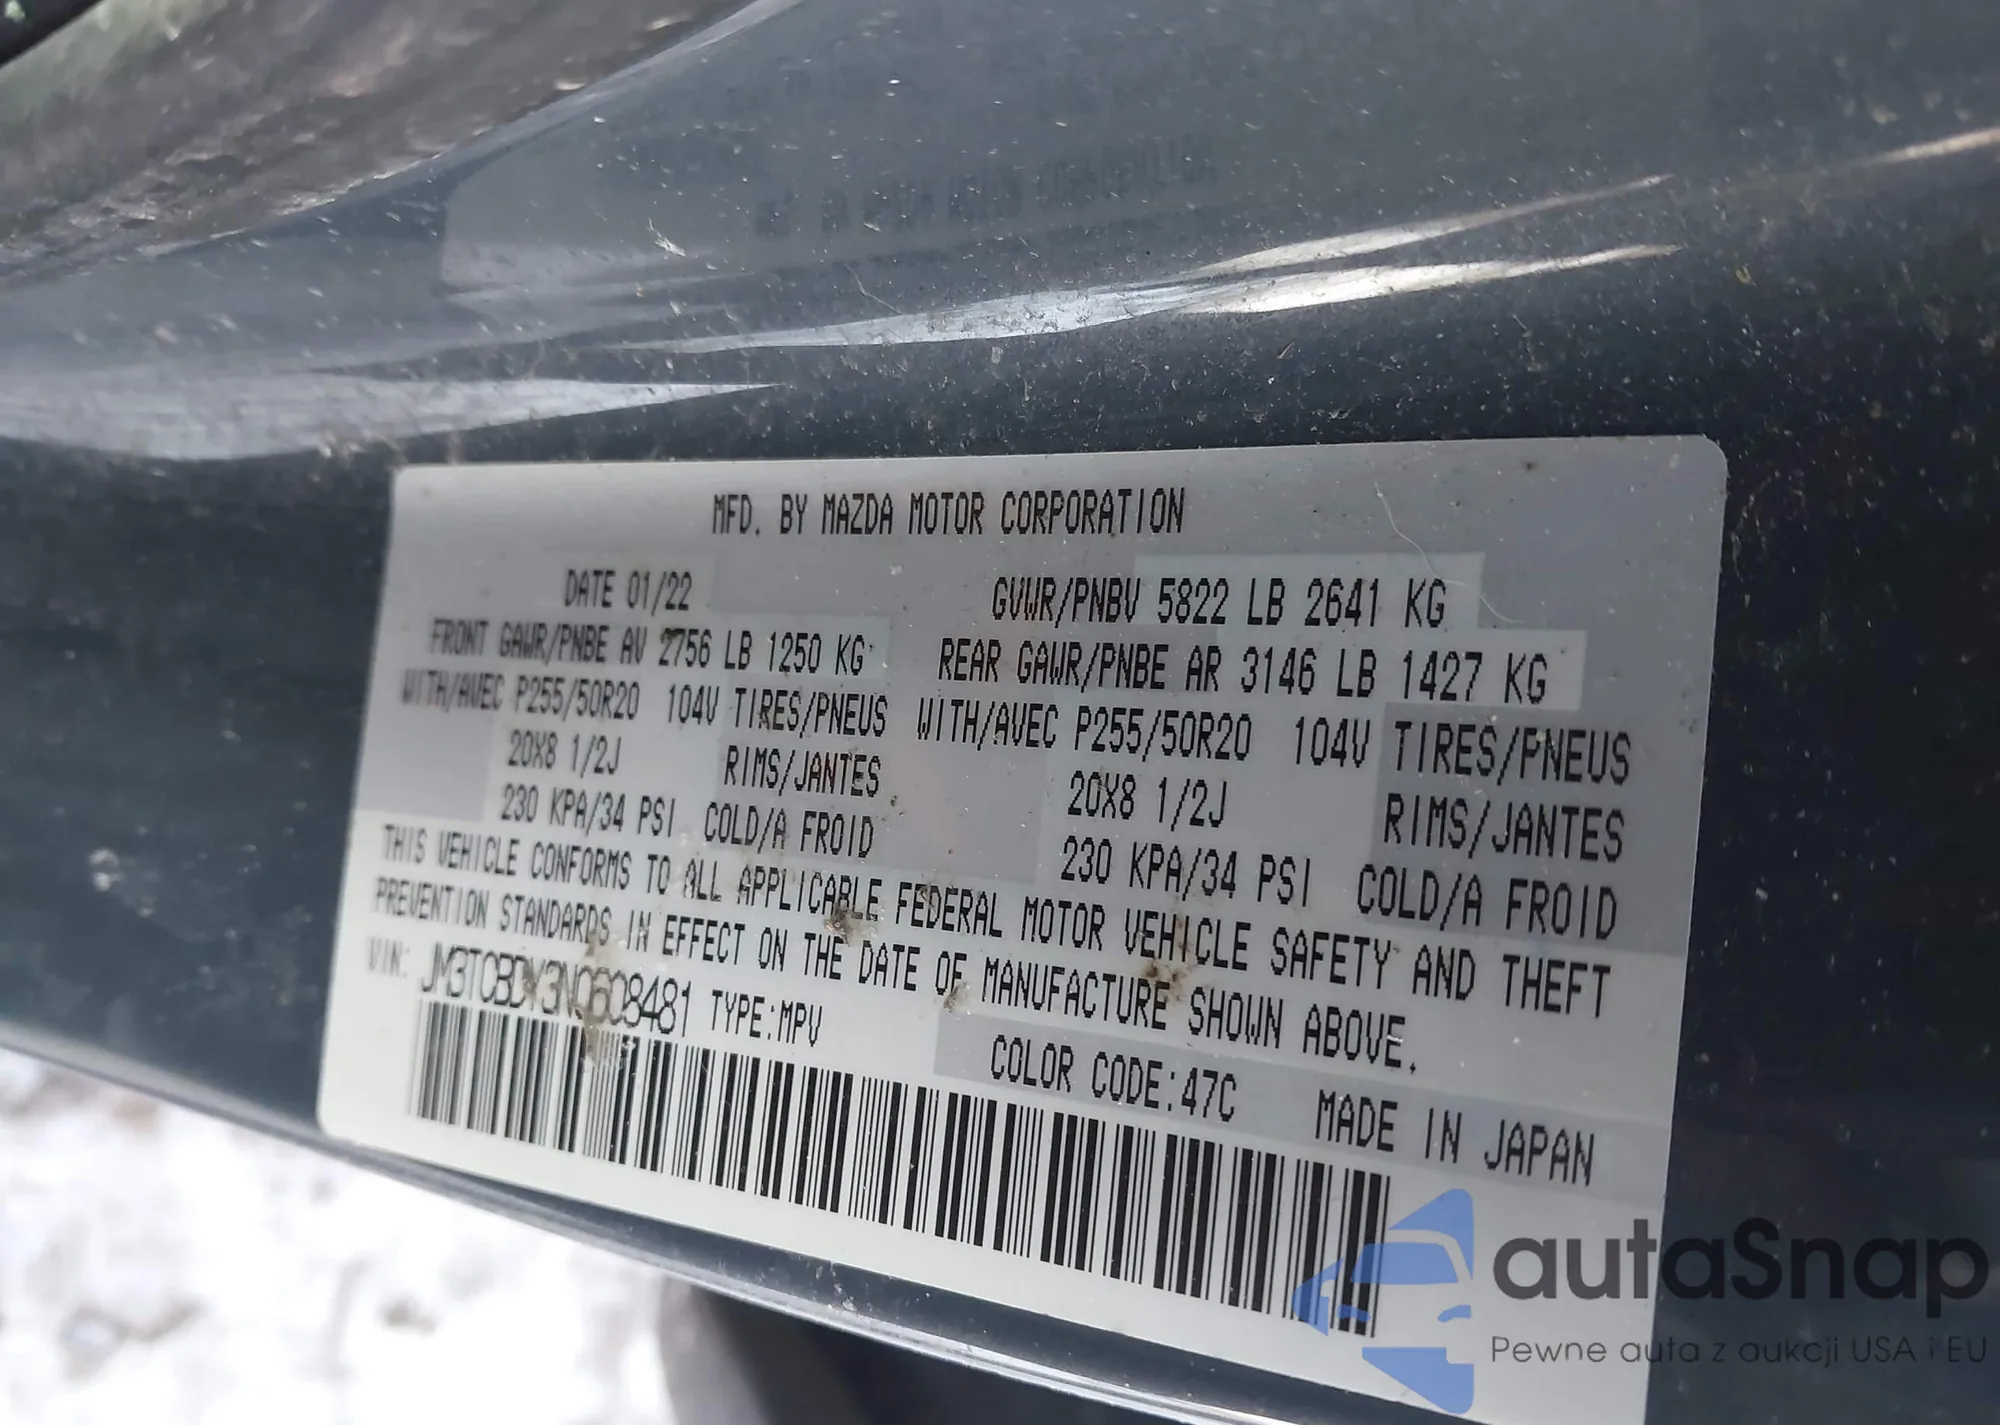 MFD. BY MAZDA MOTOR CORPORATION
DATE 01/22 GVWR/PNBV 5822 LB 2641 KG
FRONT GAWR/PNBE AV 2756 LB 1250 KG REAR GAWR/PNBE AR 3146 LB 1427 KG
WITH/AVEC P255/50R20 104V TIRES/PNEUS WITH/AVEC P255/50R20 104V TIRES/PNEUS
20X8 1/2J RIMS/JANTES 20X8 1/2J RIMS/JANTES
230 KPA/34 PSI COLD/A FROID 230 KPA/34 PSI COLD/A FROID
THIS VEHICLE CONFORMS TO ALL APPLICABLE FEDERAL MOTOR VEHICLE SAFETY AND THEFT
PREVENTION STANDARDS IN EFFECT ON THE DATE OF MANUFACTURE SHOWN ABOVE.
VIN: JM3TCBDY3N0608481 TYPE:MPV
COLOR CODE:47C MADE IN JAPAN
autaSnap
Pewne auta z aukcji USA i EU